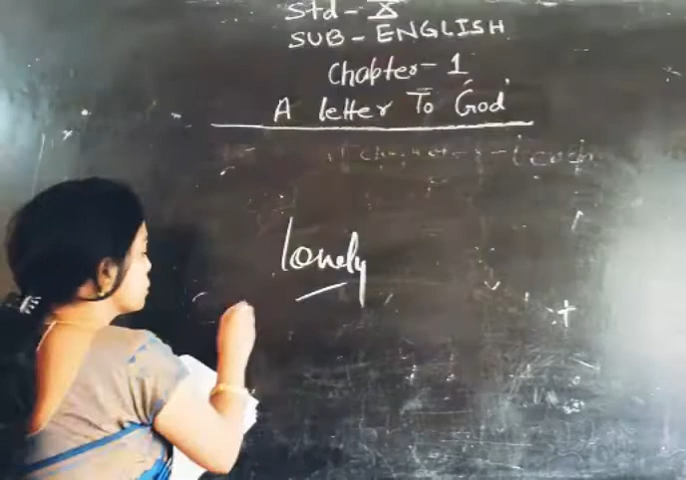 Std - X
SUB - ENGLISH
Chapter - 1
A letter To God
lonely